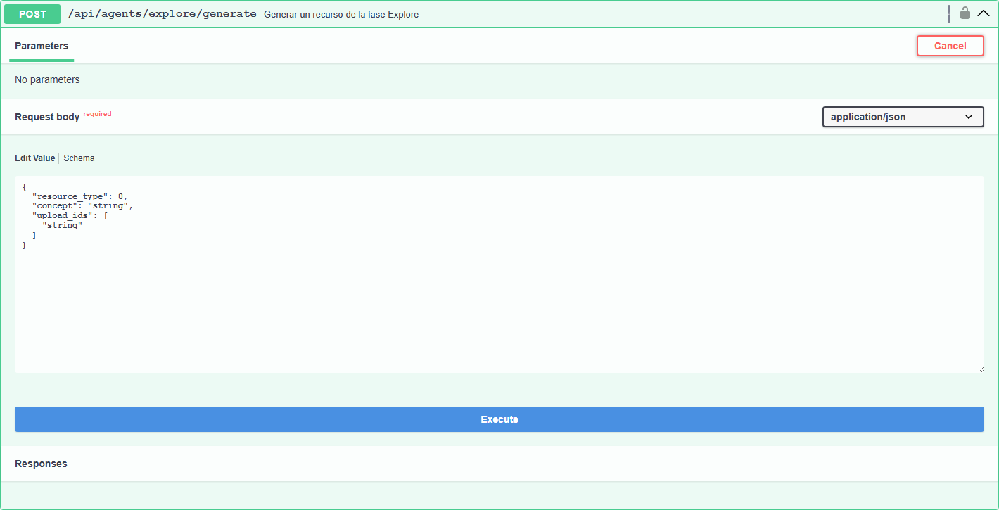 POST /api/agents/explore/generate Generar un recurso de la fase Explore
Parameters
Cancel
No parameters
Request body required
application/json
Edit Value | Schema
{
  "resource_type": 0,
  "concept": "string",
  "upload_ids": [
    "string"
  ]
}
Execute
Responses